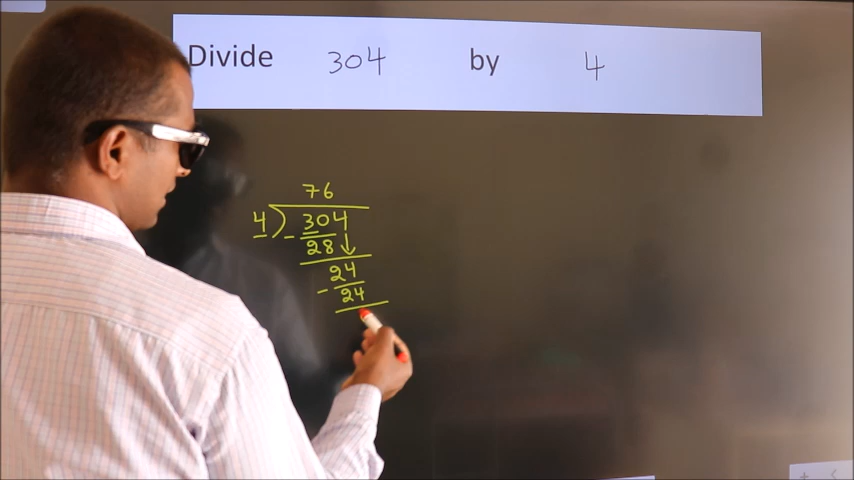 Divide 304 by 4
76
4 ) 304
- 28 ↓
24
- 24